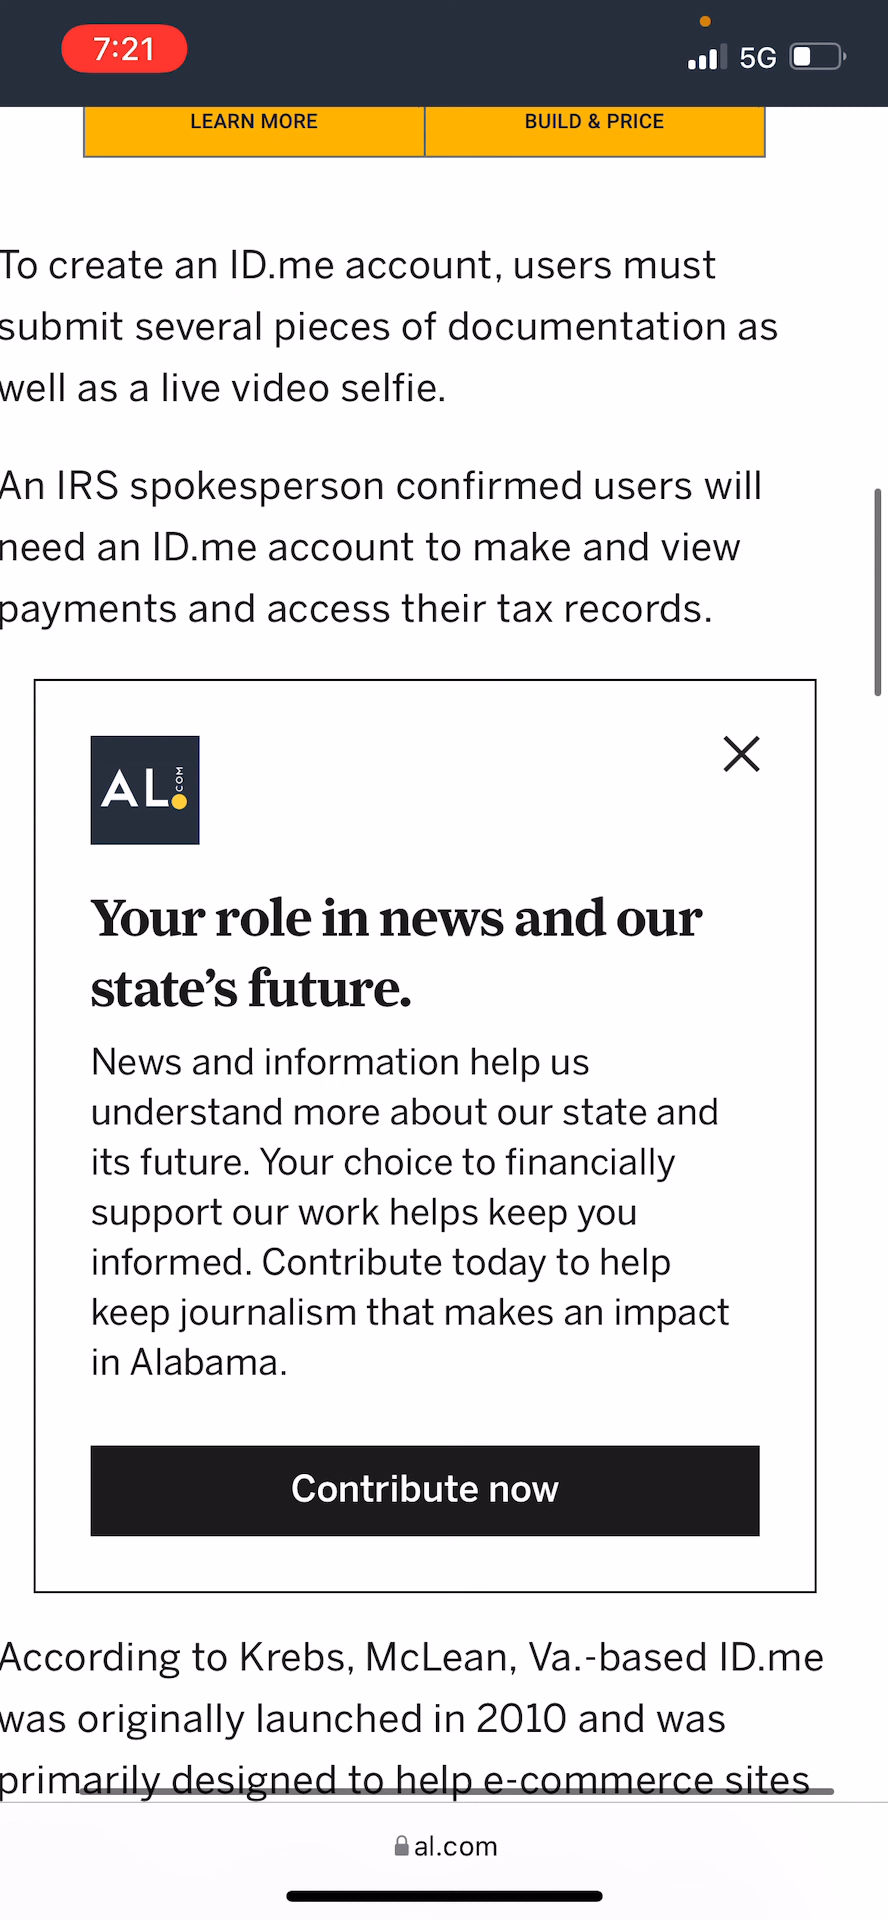 7:21
5G
LEARN MORE
BUILD & PRICE
To create an ID.me account, users must
submit several pieces of documentation as
well as a live video selfie.
An IRS spokesperson confirmed users will
need an ID.me account to make and view
payments and access their tax records.
AL.COM
Your role in news and our
state’s future.
News and information help us
understand more about our state and
its future. Your choice to financially
support our work helps keep you
informed. Contribute today to help
keep journalism that makes an impact
in Alabama.
Contribute now
According to Krebs, McLean, Va.-based ID.me
was originally launched in 2010 and was
primarily designed to help e-commerce sites
al.com